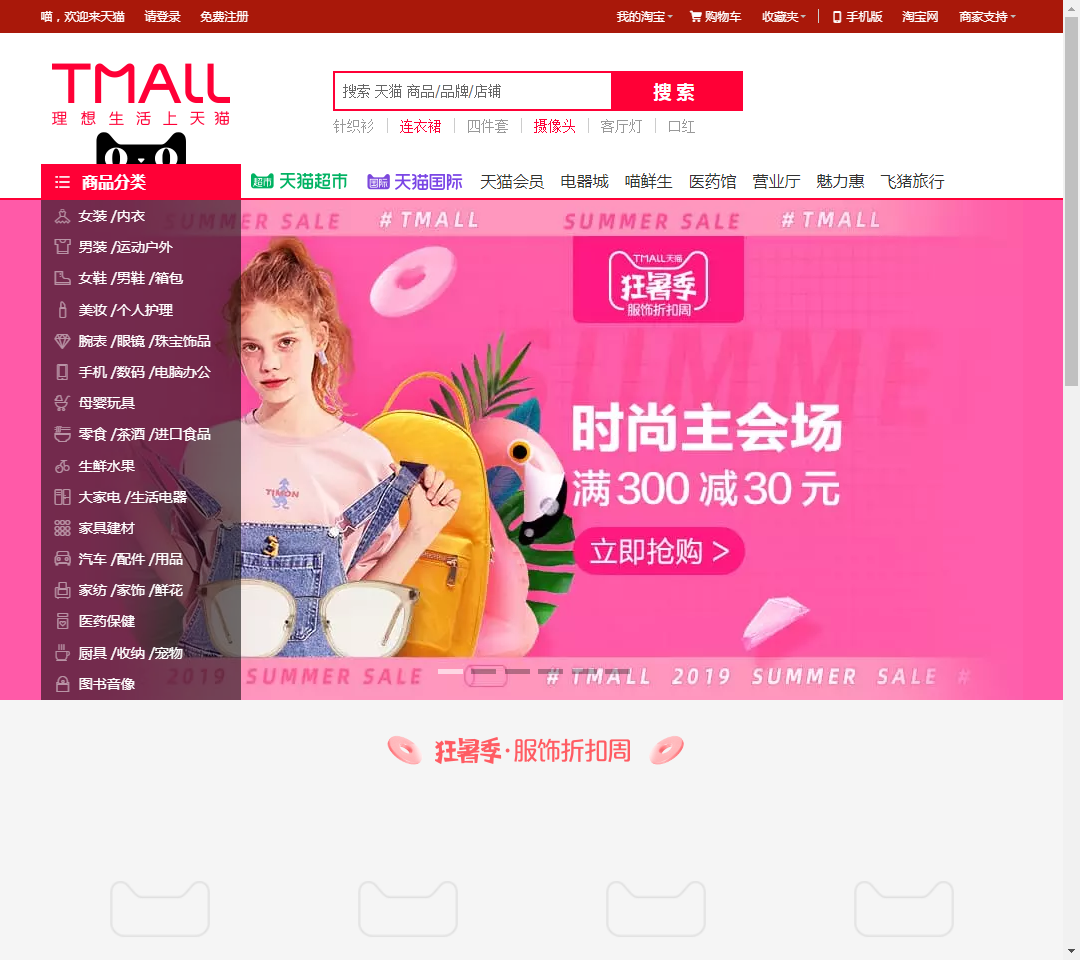 喵，欢迎来天猫 请登录 免费注册 我的淘宝 购物车 收藏夹 手机版 淘宝网 商家支持
TMALL
理想生活上天猫
搜索 天猫 商品/品牌/店铺 搜 索
针织衫 连衣裙 四件套 摄像头 客厅灯 口红
商品分类 超市 天猫超市 国际 天猫国际 天猫会员 电器城 喵鲜生 医药馆 营业厅 魅力惠 飞猪旅行
女装 /内衣
男装 /运动户外
女鞋 /男鞋 /箱包
美妆 /个人护理
腕表 /眼镜 /珠宝饰品
手机 /数码 /电脑办公
母婴玩具
零食 /茶酒 /进口食品
生鲜水果
大家电 /生活电器
家具建材
汽车 /配件 /用品
家纺 /家饰 /鲜花
医药保健
厨具 /收纳 /宠物
图书音像
SUMMER SALE #TMALL SUMMER SALE #TMALL
TMALL天猫
狂暑季
服饰折扣周
SUMME
时尚主会场
满300减30元
立即抢购 >
TIMON
2019 SUMMER SALE # TMALL 2019 SUMMER SALE #
狂暑季·服饰折扣周